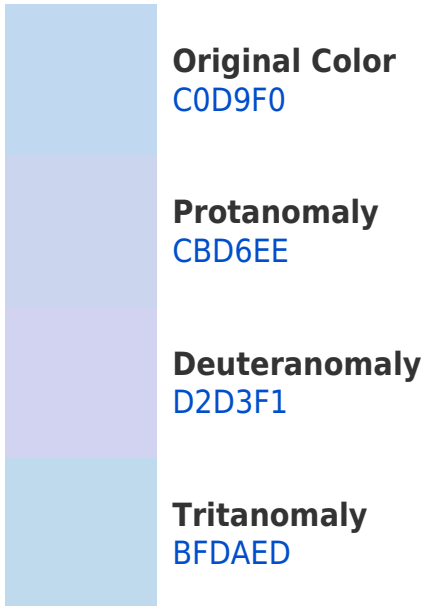 Original Color
C0D9F0
Protanomaly
CBD6EE
Deuteranomaly
D2D3F1
Tritanomaly
BFDAED